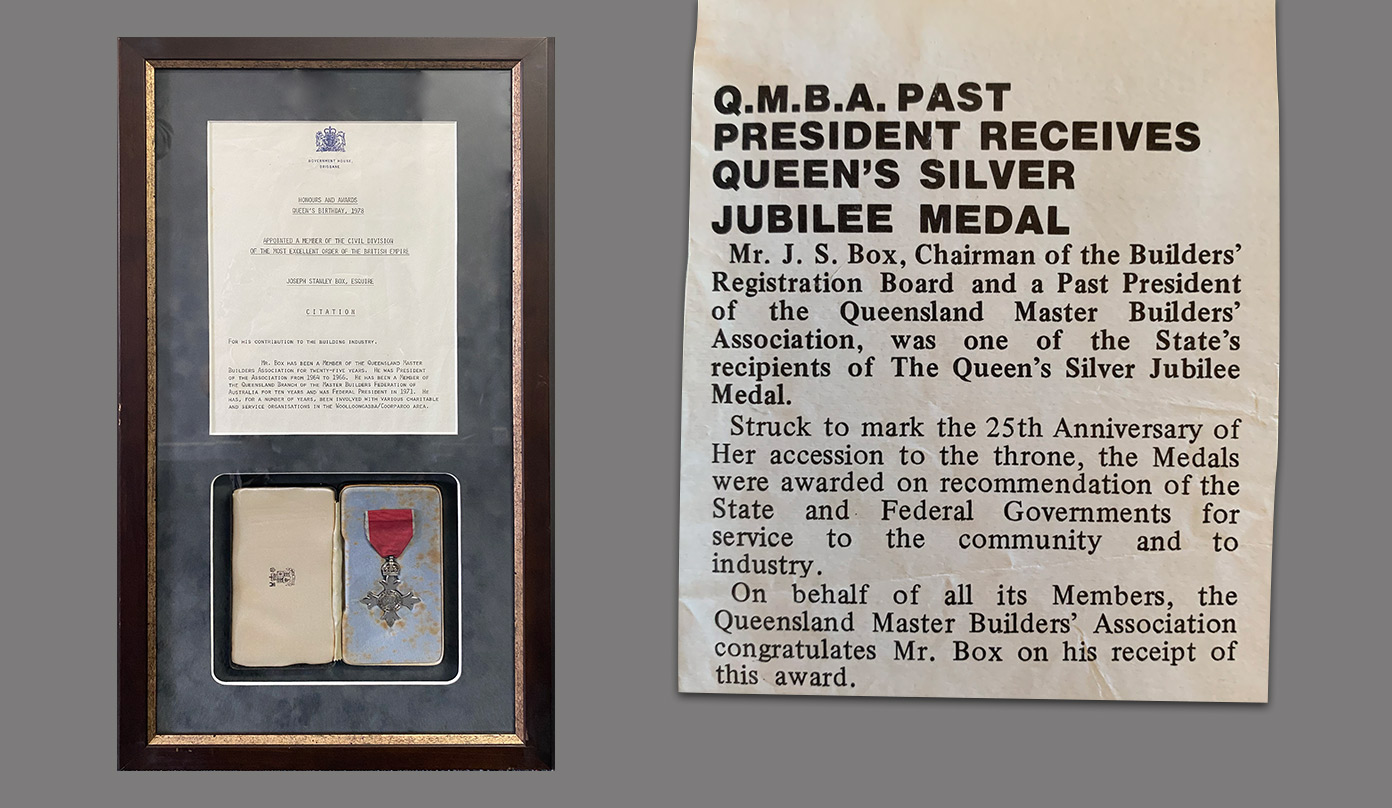 GOVERNMENT HOUSE
BRISBANE
HONOURS AND AWARDS
QUEEN'S BIRTHDAY, 1978
APPOINTED A MEMBER OF THE CIVIL DIVISION
OF THE MOST EXCELLENT ORDER OF THE BRITISH EMPIRE
JOSEPH STANLEY BOX, ESQUIRE
CITATION
FOR HIS CONTRIBUTION TO THE BUILDING INDUSTRY.
MR. BOX HAS BEEN A MEMBER OF THE QUEENSLAND MASTER
BUILDERS ASSOCIATION FOR TWENTY-FIVE YEARS. HE WAS PRESIDENT
OF THE ASSOCIATION FROM 1964 TO 1966. HE HAS BEEN A MEMBER OF
THE QUEENSLAND BRANCH OF THE MASTER BUILDERS FEDERATION OF
AUSTRALIA FOR TEN YEARS AND WAS FEDERAL PRESIDENT IN 1971. HE
HAS, FOR A NUMBER OF YEARS, BEEN INVOLVED WITH VARIOUS CHARITABLE
AND SERVICE ORGANISATIONS IN THE WOOLLOONGABBA/COORPAROO AREA.
Q.M.B.A. PAST
PRESIDENT RECEIVES
QUEEN'S SILVER
JUBILEE MEDAL
Mr. J. S. Box, Chairman of the Builders'
Registration Board and a Past President
of the Queensland Master Builders'
Association, was one of the State's
recipients of The Queen's Silver Jubilee
Medal.
Struck to mark the 25th Anniversary of
Her accession to the throne, the Medals
were awarded on recommendation of the
State and Federal Governments for
service to the community and to
industry.
On behalf of all its Members, the
Queensland Master Builders' Association
congratulates Mr. Box on his receipt of
this award.